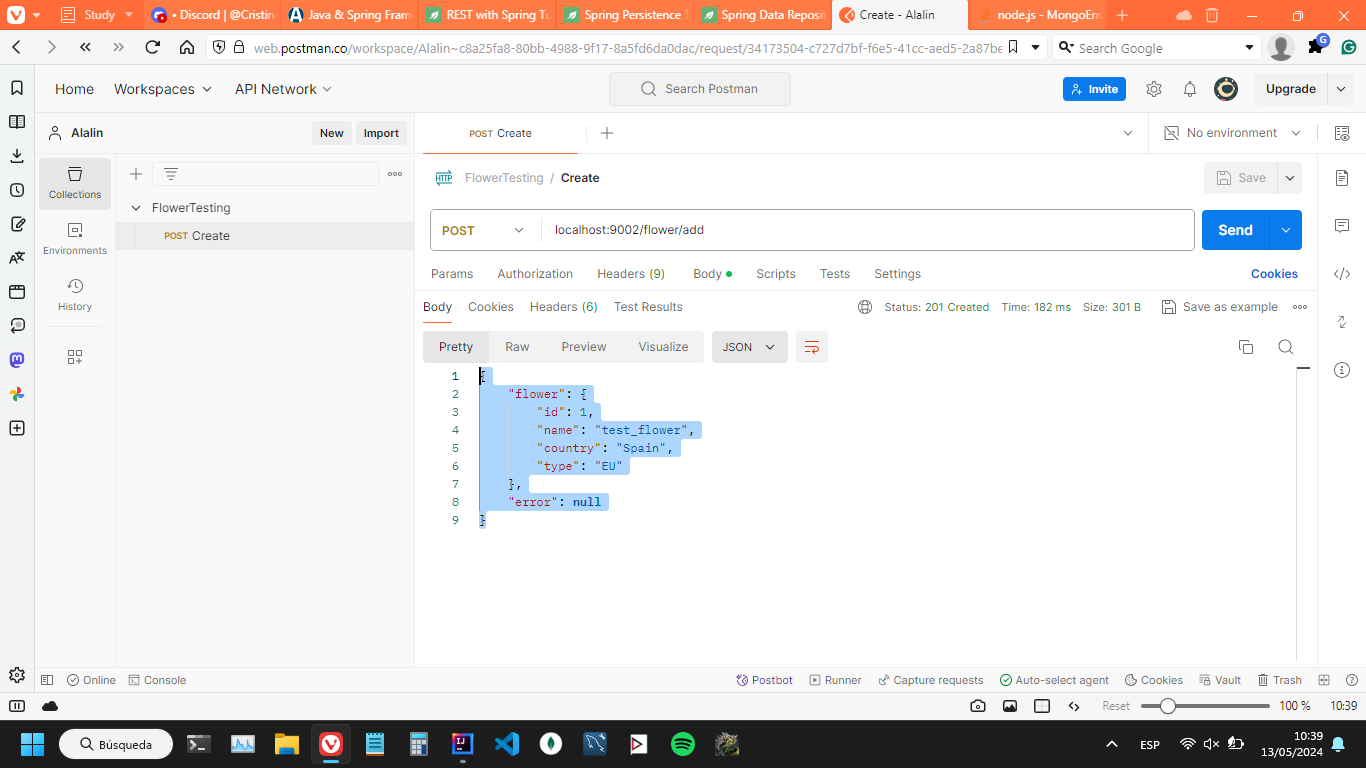 Study
• Discord | @Cristina
Java & Spring Fram
REST with Spring Tu
Spring Persistence T
Spring Data Reposit
Create - Alalin
node.js - MongoErr
web.postman.co/workspace/Alalin~c8a25fa8-80bb-4988-9f17-8a5fd6da0dac/request/34173504-c727d7bf-f6e5-41cc-aed5-2a87be
Search Google
G
Home
Workspaces
API Network
Search Postman
Invite
Upgrade
Alalin
New
Import
POST Create
No environment
Collections
Environments
History
FlowerTesting
POST Create
HTTP
FlowerTesting / Create
Save
POST
localhost:9002/flower/add
Send
Params
Authorization
Headers (9)
Body
Scripts
Tests
Settings
Cookies
Body
Cookies
Headers (6)
Test Results
Status: 201 Created
Time: 182 ms
Size: 301 B
Save as example
Pretty
Raw
Preview
Visualize
JSON
1 {
2 "flower": {
3 "id": 1,
4 "name": "test_flower",
5 "country": "Spain",
6 "type": "EU"
7 },
8 "error": null
9 }
Online
Console
Postbot
Runner
Capture requests
Auto-select agent
Cookies
Vault
Trash
Reset
100 %
10:39
Búsqueda
ESP
10:39
13/05/2024